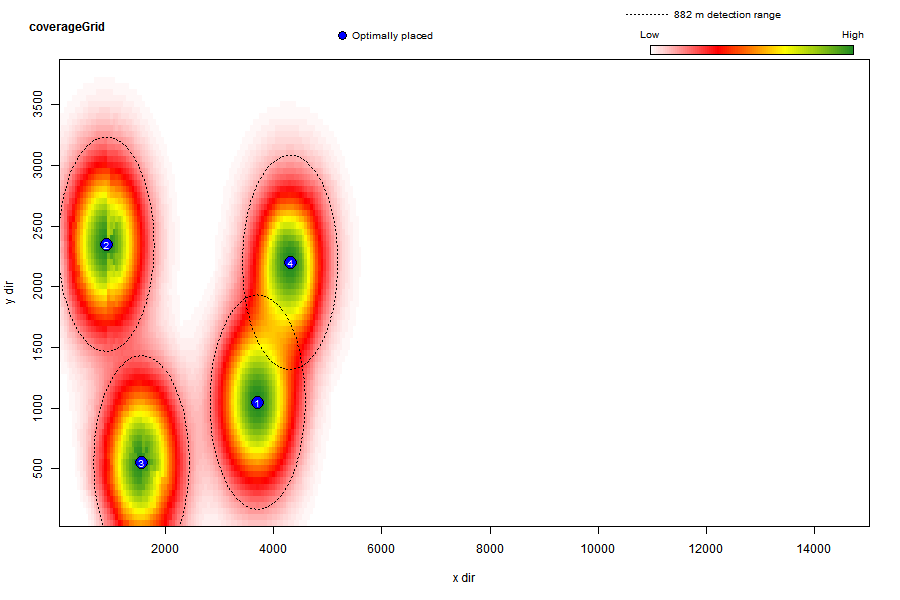 coverageGrid
Optimally placed
882 m detection range
Low High
3500
3000
2500
2000
1500
1000
500
y dir
2
4
1
3
2000 4000 6000 8000 10000 12000 14000
x dir